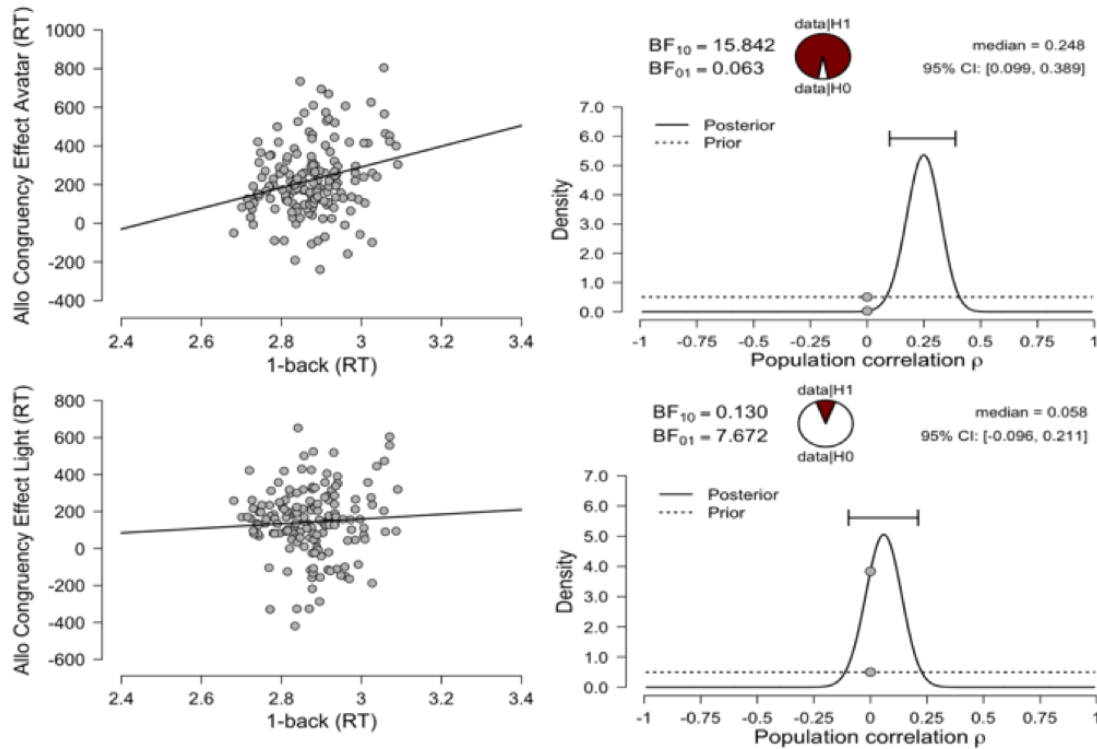 Allo Congruency Effect Avatar (RT)
1000
800
600
400
200
0
-200
-400
2.4 2.6 2.8 3 3.2 3.4
1-back (RT)
BF10 = 15.842
BF01 = 0.063
data|H1
data|H0
median = 0.248
95% CI: [0.099, 0.389]
Posterior
Prior
Density
7.0
6.0
5.0
4.0
3.0
2.0
1.0
0.0
-1 -0.75 -0.5 -0.25 0 0.25 0.5 0.75 1
Population correlation ρ
Allo Congruency Effect Light (RT)
800
600
400
200
0
-200
-400
-600
2.4 2.6 2.8 3 3.2 3.4
1-back (RT)
BF10 = 0.130
BF01 = 7.672
data|H1
data|H0
median = 0.058
95% CI: [-0.096, 0.211]
Posterior
Prior
Density
7.0
6.0
5.0
4.0
3.0
2.0
1.0
0.0
-1 -0.75 -0.5 -0.25 0 0.25 0.5 0.75 1
Population correlation ρ